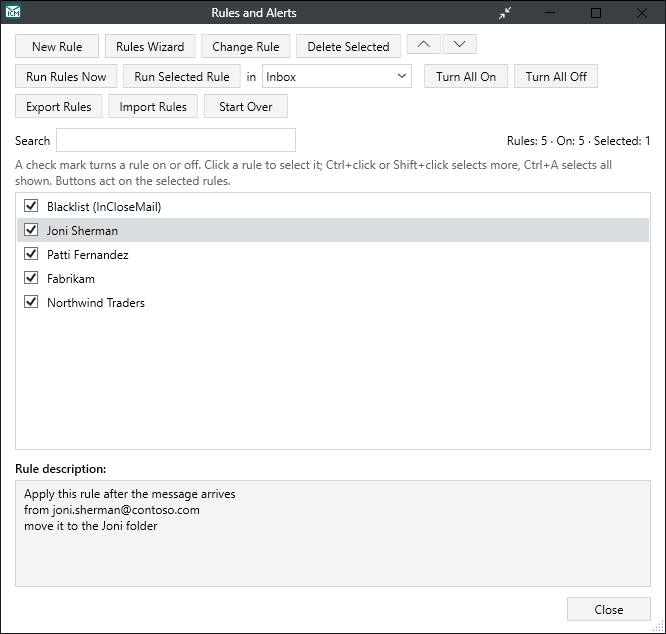 ICM
Rules and Alerts
New Rule Rules Wizard Change Rule Delete Selected
Run Rules Now Run Selected Rule in Inbox Turn All On Turn All Off
Export Rules Import Rules Start Over
Search Rules: 5 · On: 5 · Selected: 1
A check mark turns a rule on or off. Click a rule to select it; Ctrl+click or Shift+click selects more, Ctrl+A selects all
shown. Buttons act on the selected rules.
Blacklist (InCloseMail)
Joni Sherman
Patti Fernandez
Fabrikam
Northwind Traders
Rule description:
Apply this rule after the message arrives
from joni.sherman@contoso.com
move it to the Joni folder
Close